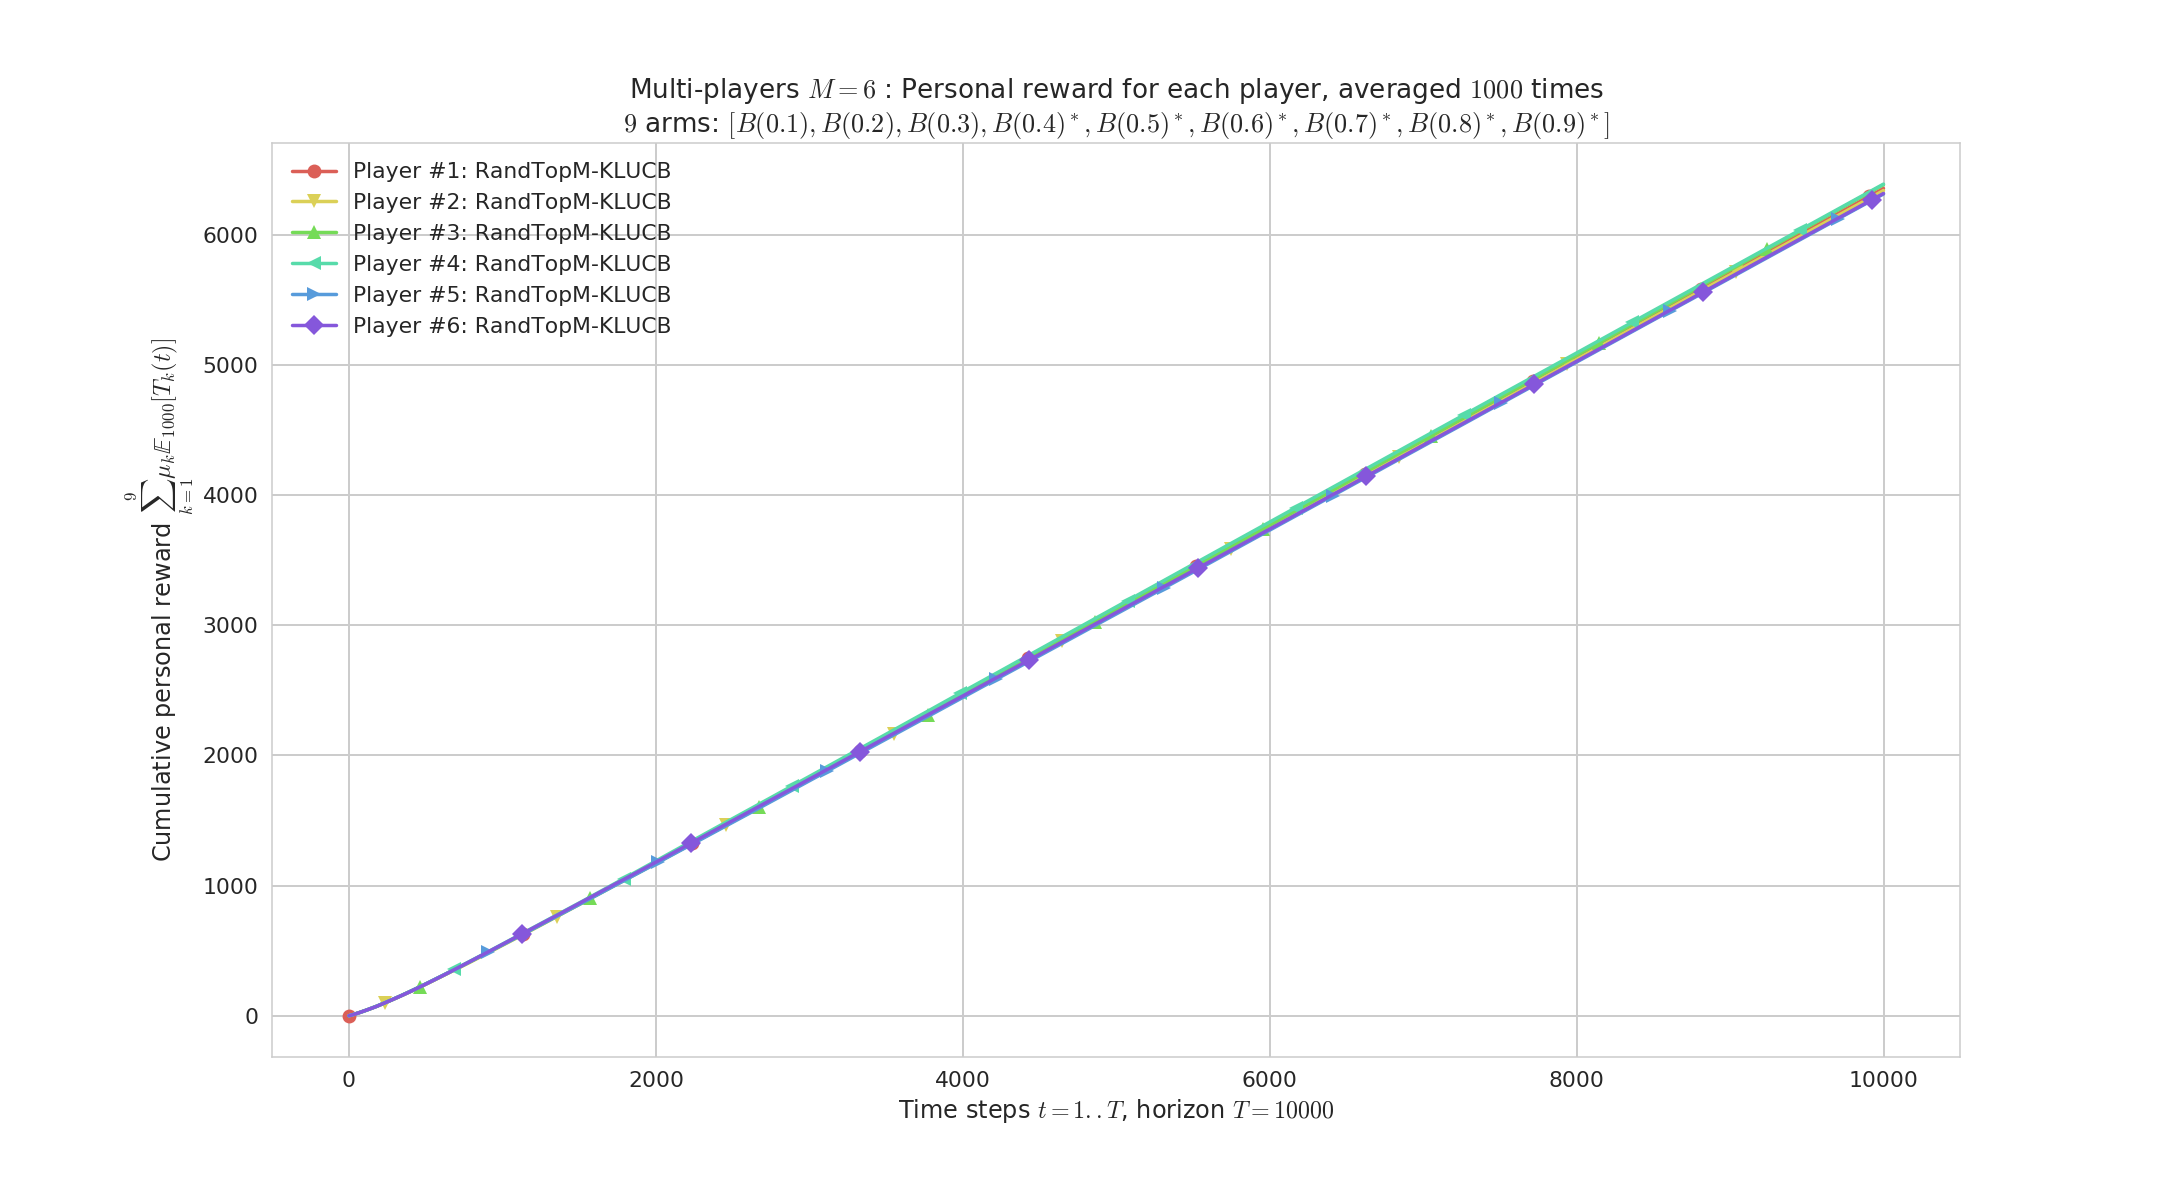 Multi-players $M = 6$ : Personal reward for each player, averaged $1000$ times
$9$ arms: $[B(0.1), B(0.2), B(0.3), B(0.4)^*, B(0.5)^*, B(0.6)^*, B(0.7)^*, B(0.8)^*, B(0.9)^*]$
Player #1: RandTopM-KLUCB
Player #2: RandTopM-KLUCB
Player #3: RandTopM-KLUCB
Player #4: RandTopM-KLUCB
Player #5: RandTopM-KLUCB
Player #6: RandTopM-KLUCB
Cumulative personal reward $\sum_{k=1}^{9} \mu_k \mathbb{E}_{1000}[T_k(t)]$
6000
5000
4000
3000
2000
1000
0
0 2000 4000 6000 8000 10000
Time steps $t = 1..T$, horizon $T = 10000$